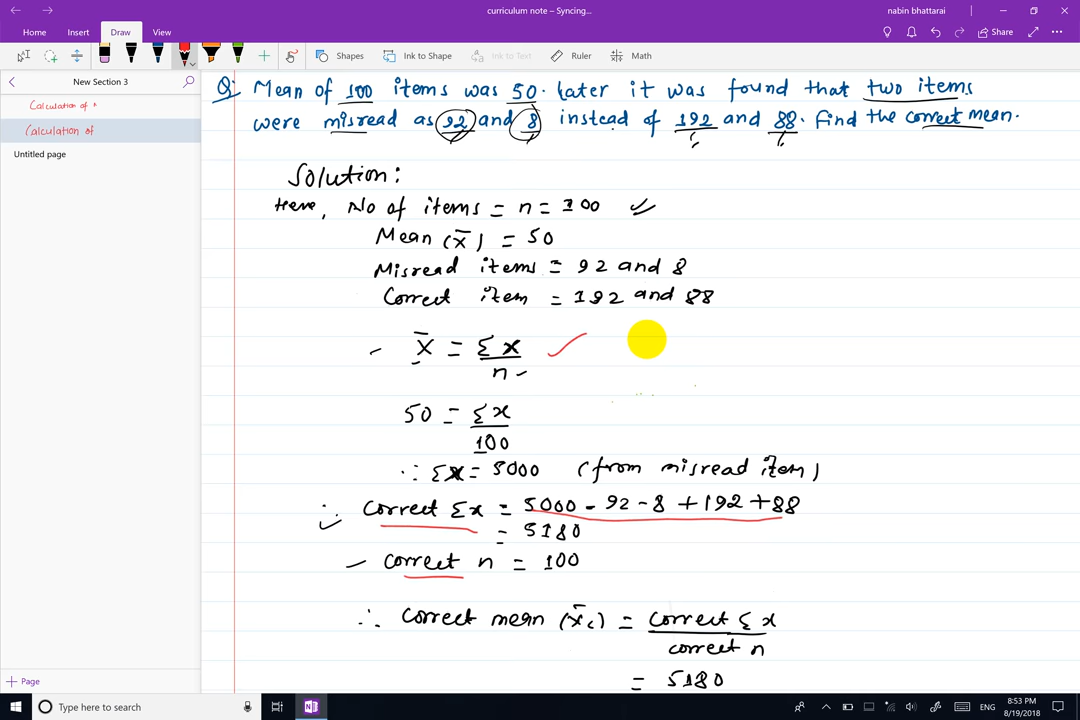 curriculum note - Syncing...
nabin bhattarai
Home Insert Draw View
Share
Shapes Ink to Shape Ink to Text Ruler Math
New Section 3
Calculation of
Calculation of
Untitled page
Q: Mean of 100 items was 50. Later it was found that two items
were misread as 92 and 8 instead of 192 and 88. Find the correct mean.
Solution:
Here, No of items = n = 100
Mean (x̄) = 50
Misread items = 92 and 8
Correct item = 192 and 88
x̄ = Σx/n
50 = Σx/100
∴ Σx = 5000 (from misread item)
∴ Correct Σx = 5000 - 92 - 8 + 192 + 88
= 5180
Correct n = 100
∴ Correct mean (x̄c) = Correct Σx / correct n
= 5180
Page
Type here to search
ENG
8:53 PM
8/19/2018